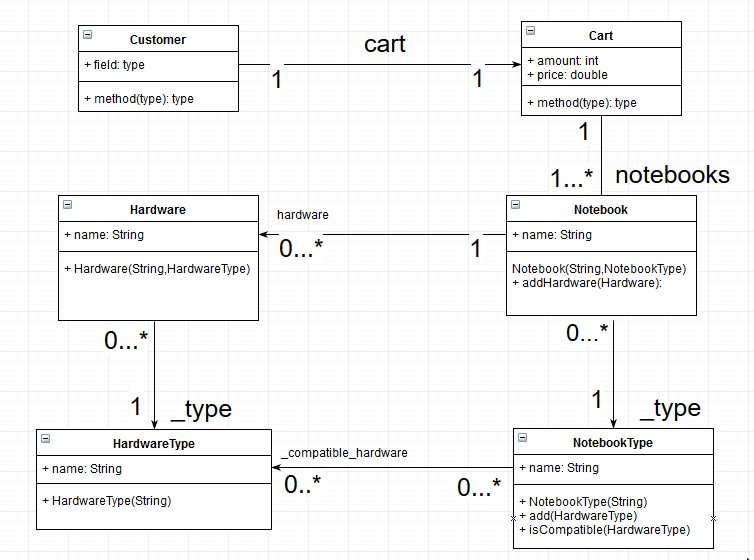 Customer
+ field: type
+ method(type): type
cart
1
1
Cart
+ amount: int
+ price: double
+ method(type): type
1
1...*
notebooks
Hardware
+ name: String
+ Hardware(String,HardwareType)
hardware
0...*
1
Notebook
+ name: String
Notebook(String,NotebookType)
+ addHardware(Hardware):
0...*
1
_type
0...*
1
_type
HardwareType
+ name: String
+ HardwareType(String)
_compatible_hardware
0..*
0...*
NotebookType
+ name: String
+ NotebookType(String)
+ add(HardwareType)
+ isCompatible(HardwareType)